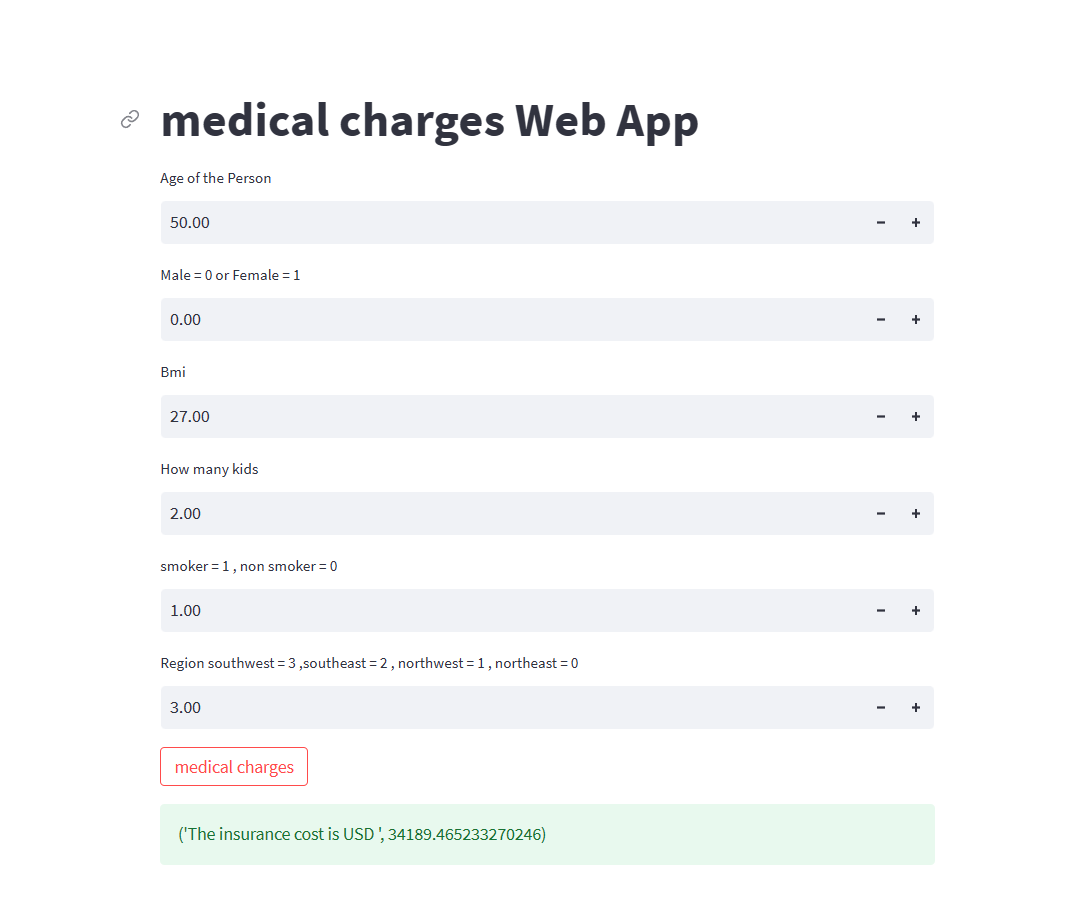 medical charges Web App
Age of the Person
50.00
Male = 0 or Female = 1
0.00
Bmi
27.00
How many kids
2.00
smoker = 1 , non smoker = 0
1.00
Region southwest = 3 ,southeast = 2 , northwest = 1 , northeast = 0
3.00
medical charges
('The insurance cost is USD ', 34189.465233270246)